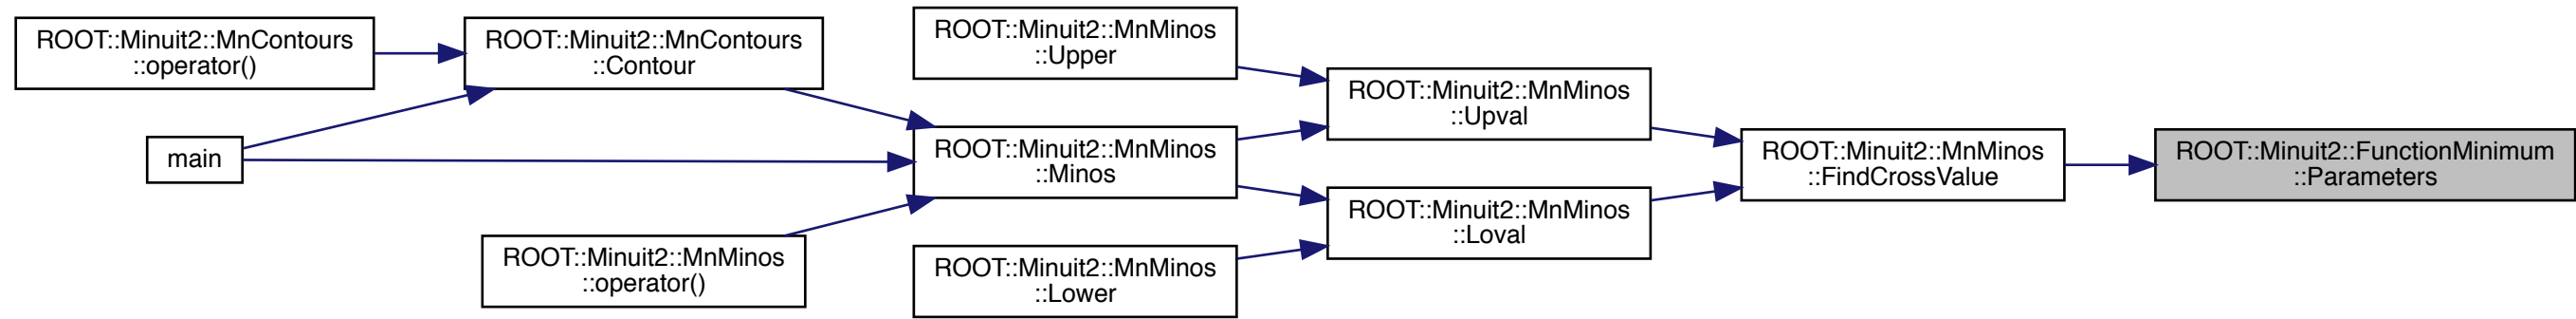 ROOT::Minuit2::MnContours
::operator()
main
ROOT::Minuit2::MnContours
::Contour
ROOT::Minuit2::MnMinos
::operator()
ROOT::Minuit2::MnMinos
::Upper
ROOT::Minuit2::MnMinos
::Minos
ROOT::Minuit2::MnMinos
::Lower
ROOT::Minuit2::MnMinos
::Upval
ROOT::Minuit2::MnMinos
::Loval
ROOT::Minuit2::MnMinos
::FindCrossValue
ROOT::Minuit2::FunctionMinimum
::Parameters